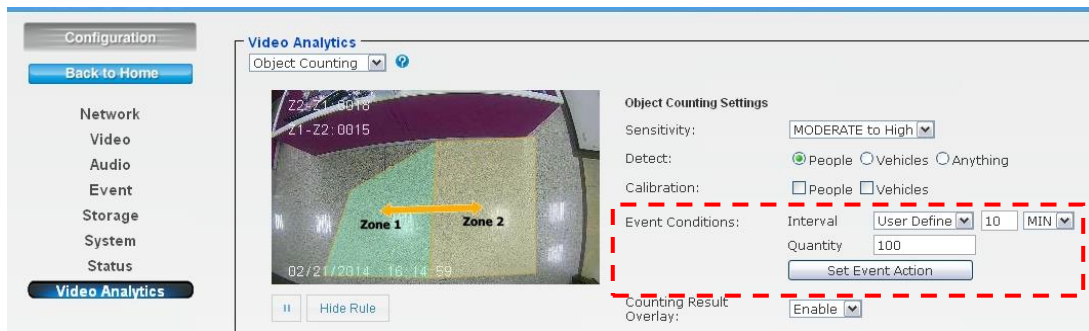 Configuration
Back to Home
Network
Video
Audio
Event
Storage
System
Status
Video Analytics
Video Analytics
Object Counting
Z2-Z1:0018
Z1-Z2:0015
Zone 1
Zone 2
02/21/2014 16:14:59
Hide Rule
Object Counting Settings
Sensitivity: MODERATE to High
Detect: People Vehicles Anything
Calibration: People Vehicles
Event Conditions: Interval User Define 10 MIN
Quantity 100
Set Event Action
Counting Result
Overlay: Enable